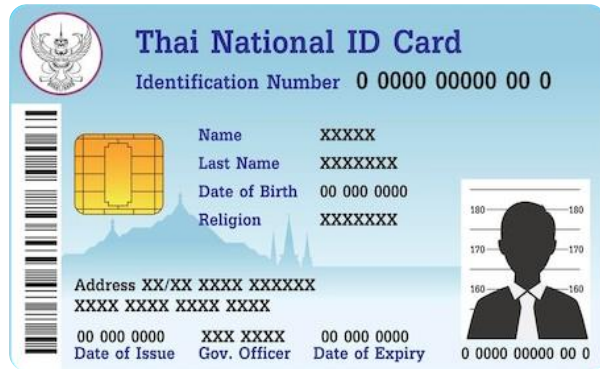 Thai National ID Card
Identification Number 0 0000 00000 00 0
Name XXXXX
Last Name XXXXXXX
Date of Birth 00 000 0000
Religion XXXXXXX
180 180
170 170
160 160
Address XX/XX XXXX XXXXXX
XXXX XXXX XXXX XXXX
00 000 0000 XXX XXXX 00 000 0000
Date of Issue Gov. Officer Date of Expiry
0 0000 00000 00 0